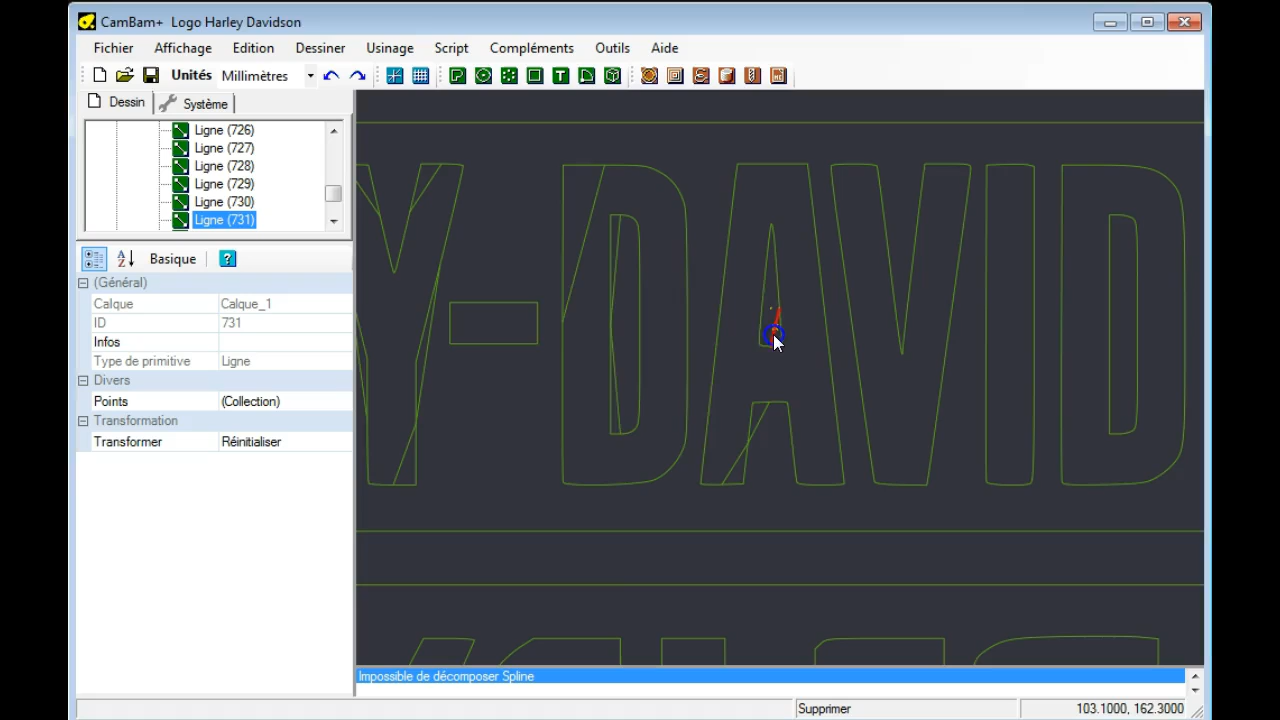 CamBam+ Logo Harley Davidson
Fichier Affichage Edition Dessiner Usinage Script Compléments Outils Aide
Unités Millimètres
Dessin Système
Ligne (726)
Ligne (727)
Ligne (728)
Ligne (729)
Ligne (730)
Ligne (731)
Basique
(Général)
Calque Calque_1
ID 731
Infos
Type de primitive Ligne
Divers
Points (Collection)
Transformation
Transformer Réinitialiser
Y-DAVID
Impossible de décomposer Spline
Supprimer 103.1000, 162.3000